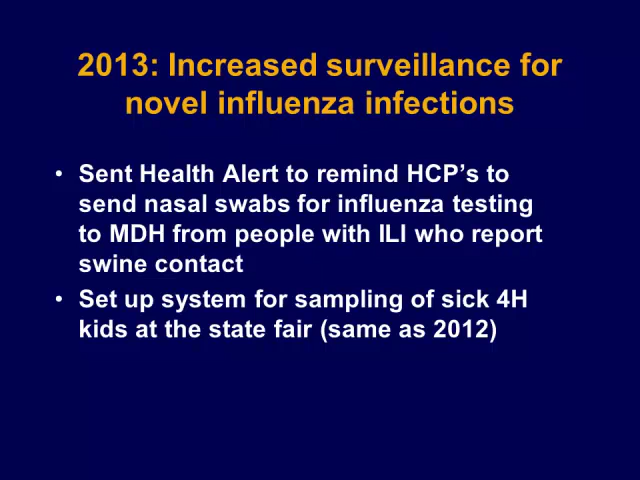 2013: Increased surveillance for
novel influenza infections
• Sent Health Alert to remind HCP’s to
send nasal swabs for influenza testing
to MDH from people with ILI who report
swine contact
• Set up system for sampling of sick 4H
kids at the state fair (same as 2012)